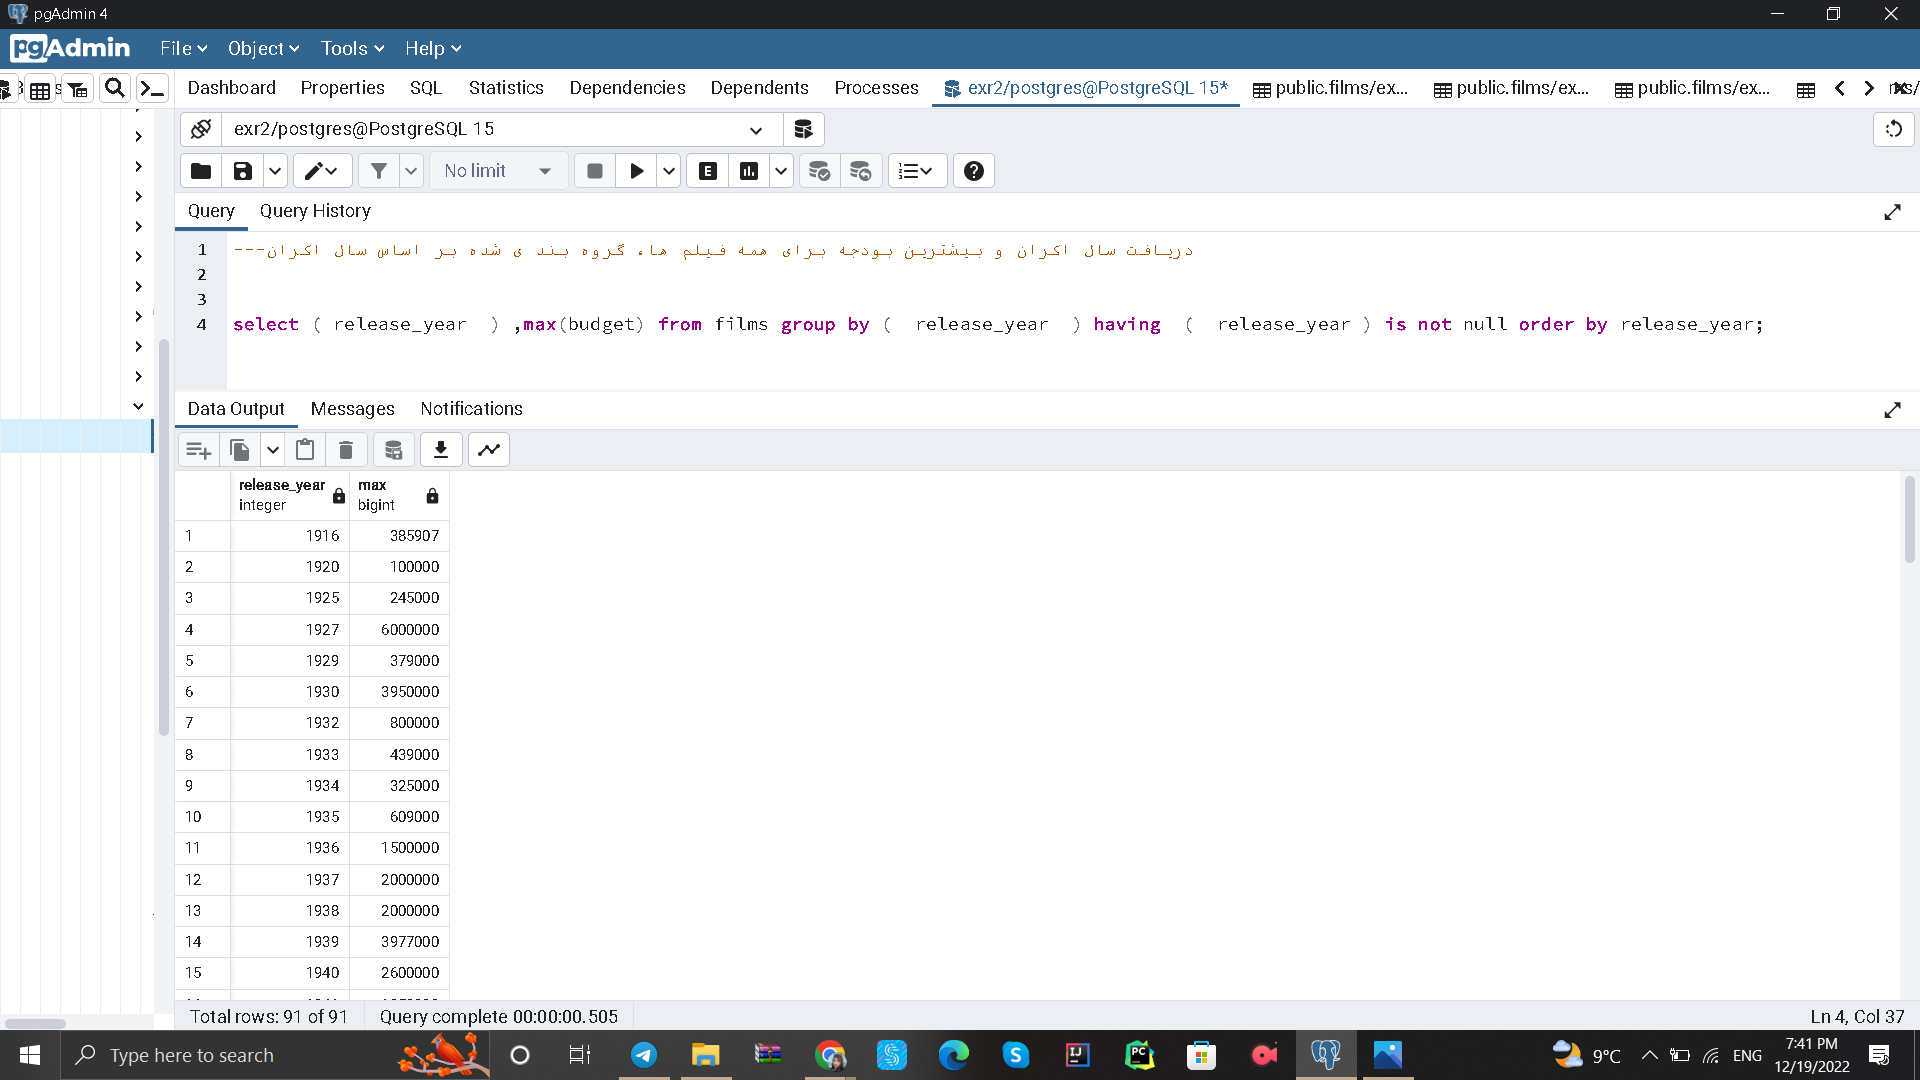 pgAdmin 4
pgAdmin File Object Tools Help
Dashboard Properties SQL Statistics Dependencies Dependents Processes exr2/postgres@PostgreSQL 15* public.films/ex... public.films/ex... public.films/ex...
exr2/postgres@PostgreSQL 15
No limit
Query Query History
1 ---دریافت سال اکران و بیشترین بودجه برای همه فیلم ها، گروه بند ی شده بر اساس سال اکران
2
3
4 select ( release_year ) ,max(budget) from films group by ( release_year ) having ( release_year ) is not null order by release_year;
Data Output Messages Notifications
release_year max
integer bigint
1 1916 385907
2 1920 100000
3 1925 245000
4 1927 6000000
5 1929 379000
6 1930 3950000
7 1932 800000
8 1933 439000
9 1934 325000
10 1935 609000
11 1936 1500000
12 1937 2000000
13 1938 2000000
14 1939 3977000
15 1940 2600000
Total rows: 91 of 91 Query complete 00:00:00.505 Ln 4, Col 37
Type here to search 9°C ENG 7:41 PM
12/19/2022